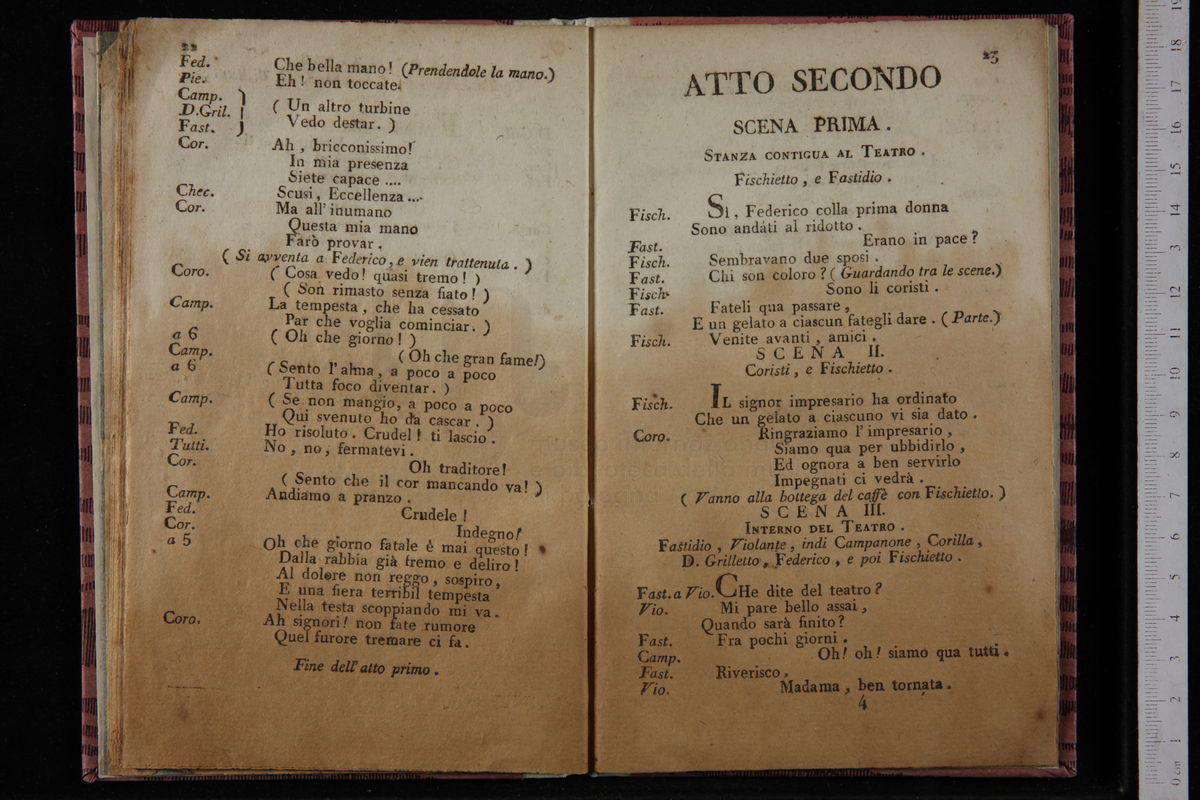 22
Fed. Che bella mano! (Prendendole la mano.)
Pie. Eh! non toccate.
Camp. )
D.Gril. | ( Un altro turbine
Fast. ) Vedo destar. )
Cor. Ah, bricconissimo!
In mia presenza
Siete capace ....
Chec. Scusi, Eccellenza ...
Cor. Ma all' inumano
Questa mia mano
Farò provar.
( Si avventa a Federico, e vien trattenuta. )
Coro. ( Cosa vedo! quasi tremo! )
( Son rimasto senza fiato! )
Camp. La tempesta, che ha cessato
Par che voglia cominciar. )
a 6 ( Oh che giorno! )
Camp. ( Oh che gran fame!)
a 6 ( Sento l'alma, a poco a poco
Tutta foco diventar. )
Camp. ( Se non mangio, a poco a poco
Qui svenuto ho da cascar. )
Fed. Ho risoluto. Crudel! ti lascio.
Tutti. No, no, fermatevi.
Cor. Oh traditore!
( Sento che il cor mancando va! )
Camp. Andiamo a pranzo.
Fed. Crudele!
Cor. Indegno!
a 5 Oh che giorno fatale è mai questo!
Dalla rabbia già fremo e deliro!
Al dolore non reggo, sospiro,
E una fiera terribil tempesta
Nella testa scoppiando mi va.
Coro. Ah signori! non fate rumore
Quel furore tremare ci fa.
Fine dell' atto primo.
23
ATTO SECONDO
SCENA PRIMA.
STANZA CONTIGUA AL TEATRO.
Fischietto, e Fastidio.
Fisch. Sì, Federico colla prima donna
Sono andati al ridotto.
Fast. Erano in pace?
Fisch. Sembravano due sposi.
Fast. Chi son coloro? ( Guardando tra le scene.)
Fisch. Sono li coristi.
Fast. Fateli qua passare,
E un gelato a ciascun fategli dare. ( Parte.)
Fisch. Venite avanti, amici.
SCENA II.
Coristi, e Fischietto.
Fisch. IL signor impresario ha ordinato
Che un gelato a ciascuno vi sia dato.
Coro. Ringraziamo l' impresario,
Siamo qua per ubbidirlo,
Ed ognora a ben servirlo
Impegnati ci vedrà.
( Vanno alla bottega del caffè con Fischietto. )
SCENA III.
INTERNO DEL TEATRO.
Fastidio, Violante, indi Campanone, Corilla,
D. Grilletto, Federico, e poi Fischietto.
Fast. a Vio. CHe dite del teatro?
Vio. Mi pare bello assai,
Quando sarà finito?
Fast. Fra pochi giorni.
Camp. Oh! oh! siamo qua tutti.
Fast. Riverisco,
Vio. Madama, ben tornata.
4